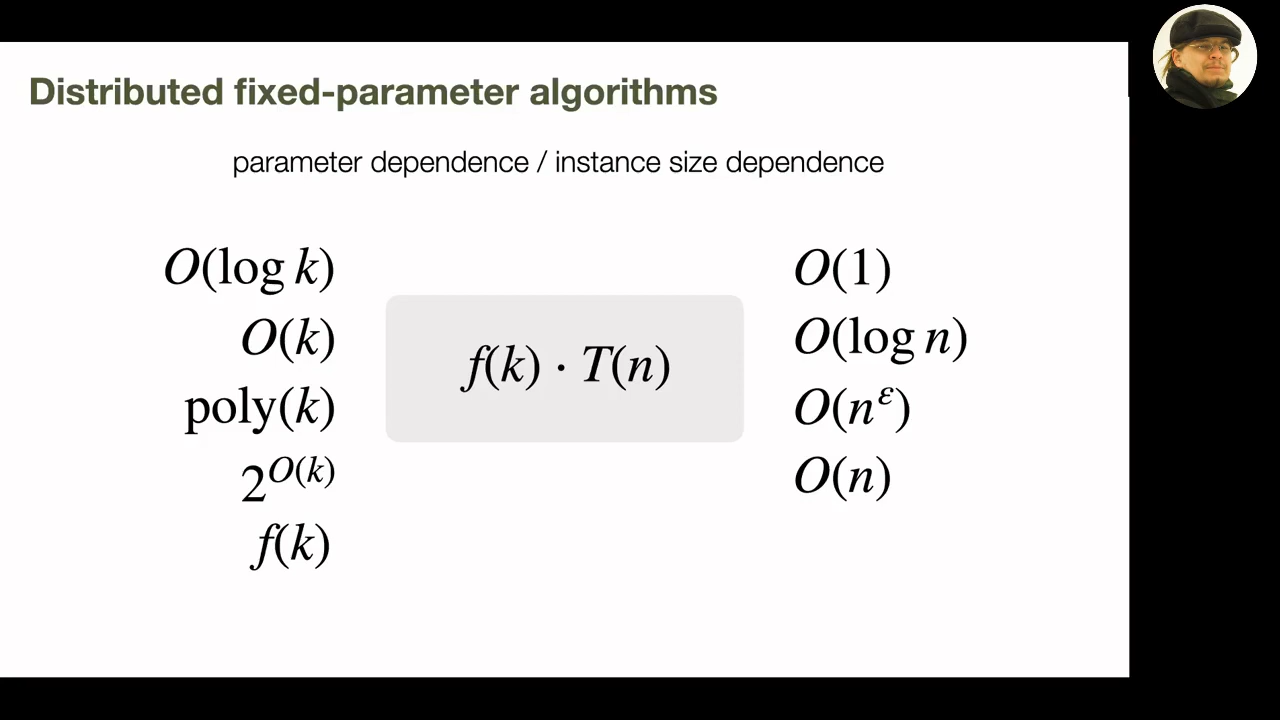 Distributed fixed-parameter algorithms
parameter dependence / instance size dependence
O(log k)
O(k)
poly(k)
2^{O(k)}
f(k)
f(k) · T(n)
O(1)
O(log n)
O(n^ε)
O(n)